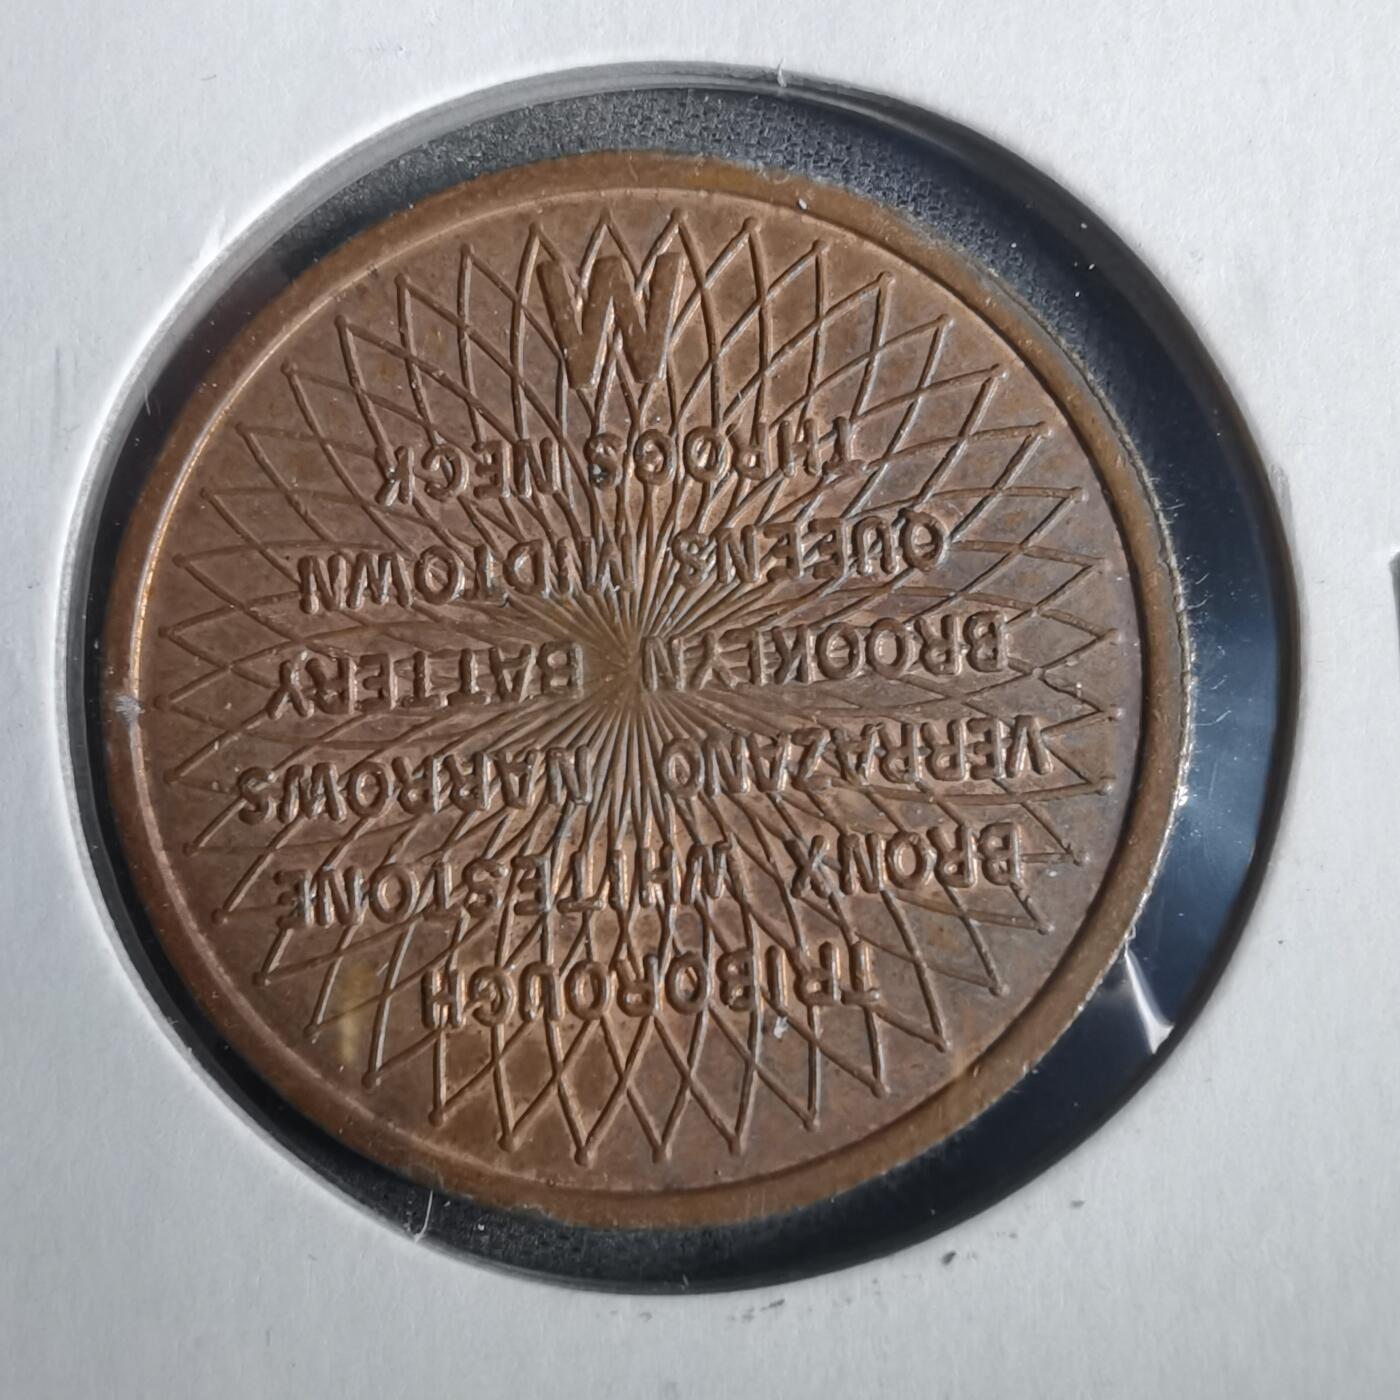 TRIBOROUGH
BRONX WHITESTONE
VERRAZANO NARROWS
BROOKLYN BATTERY
QUEENS MIDTOWN
THROGS NECK
M